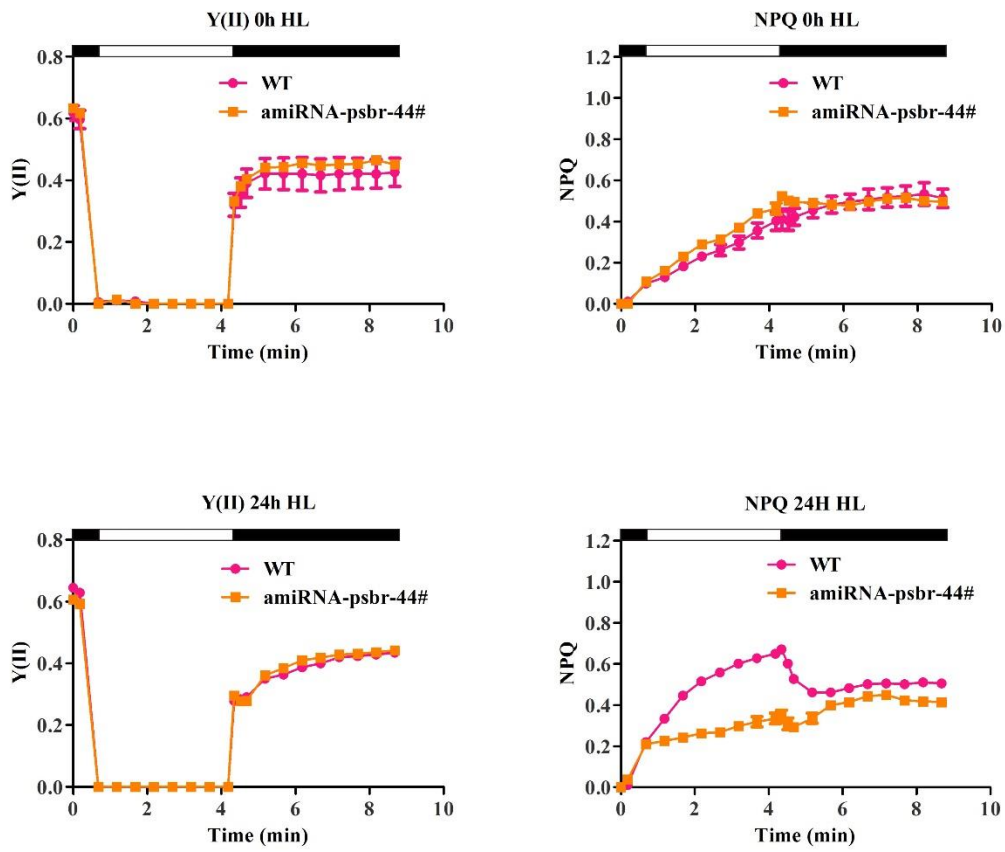 Y(II) 0h HL
0.8
0.6
0.4
0.2
0.0
Y(II)
WT
amiRNA-psbr-44#
0 2 4 6 8 10
Time (min)
NPQ 0h HL
1.2
1.0
0.8
0.6
0.4
0.2
0.0
NPQ
WT
amiRNA-psbr-44#
0 2 4 6 8 10
Time (min)
Y(II) 24h HL
0.8
0.6
0.4
0.2
0.0
Y(II)
WT
amiRNA-psbr-44#
0 2 4 6 8 10
Time (min)
NPQ 24H HL
1.2
1.0
0.8
0.6
0.4
0.2
0.0
NPQ
WT
amiRNA-psbr-44#
0 2 4 6 8 10
Time (min)